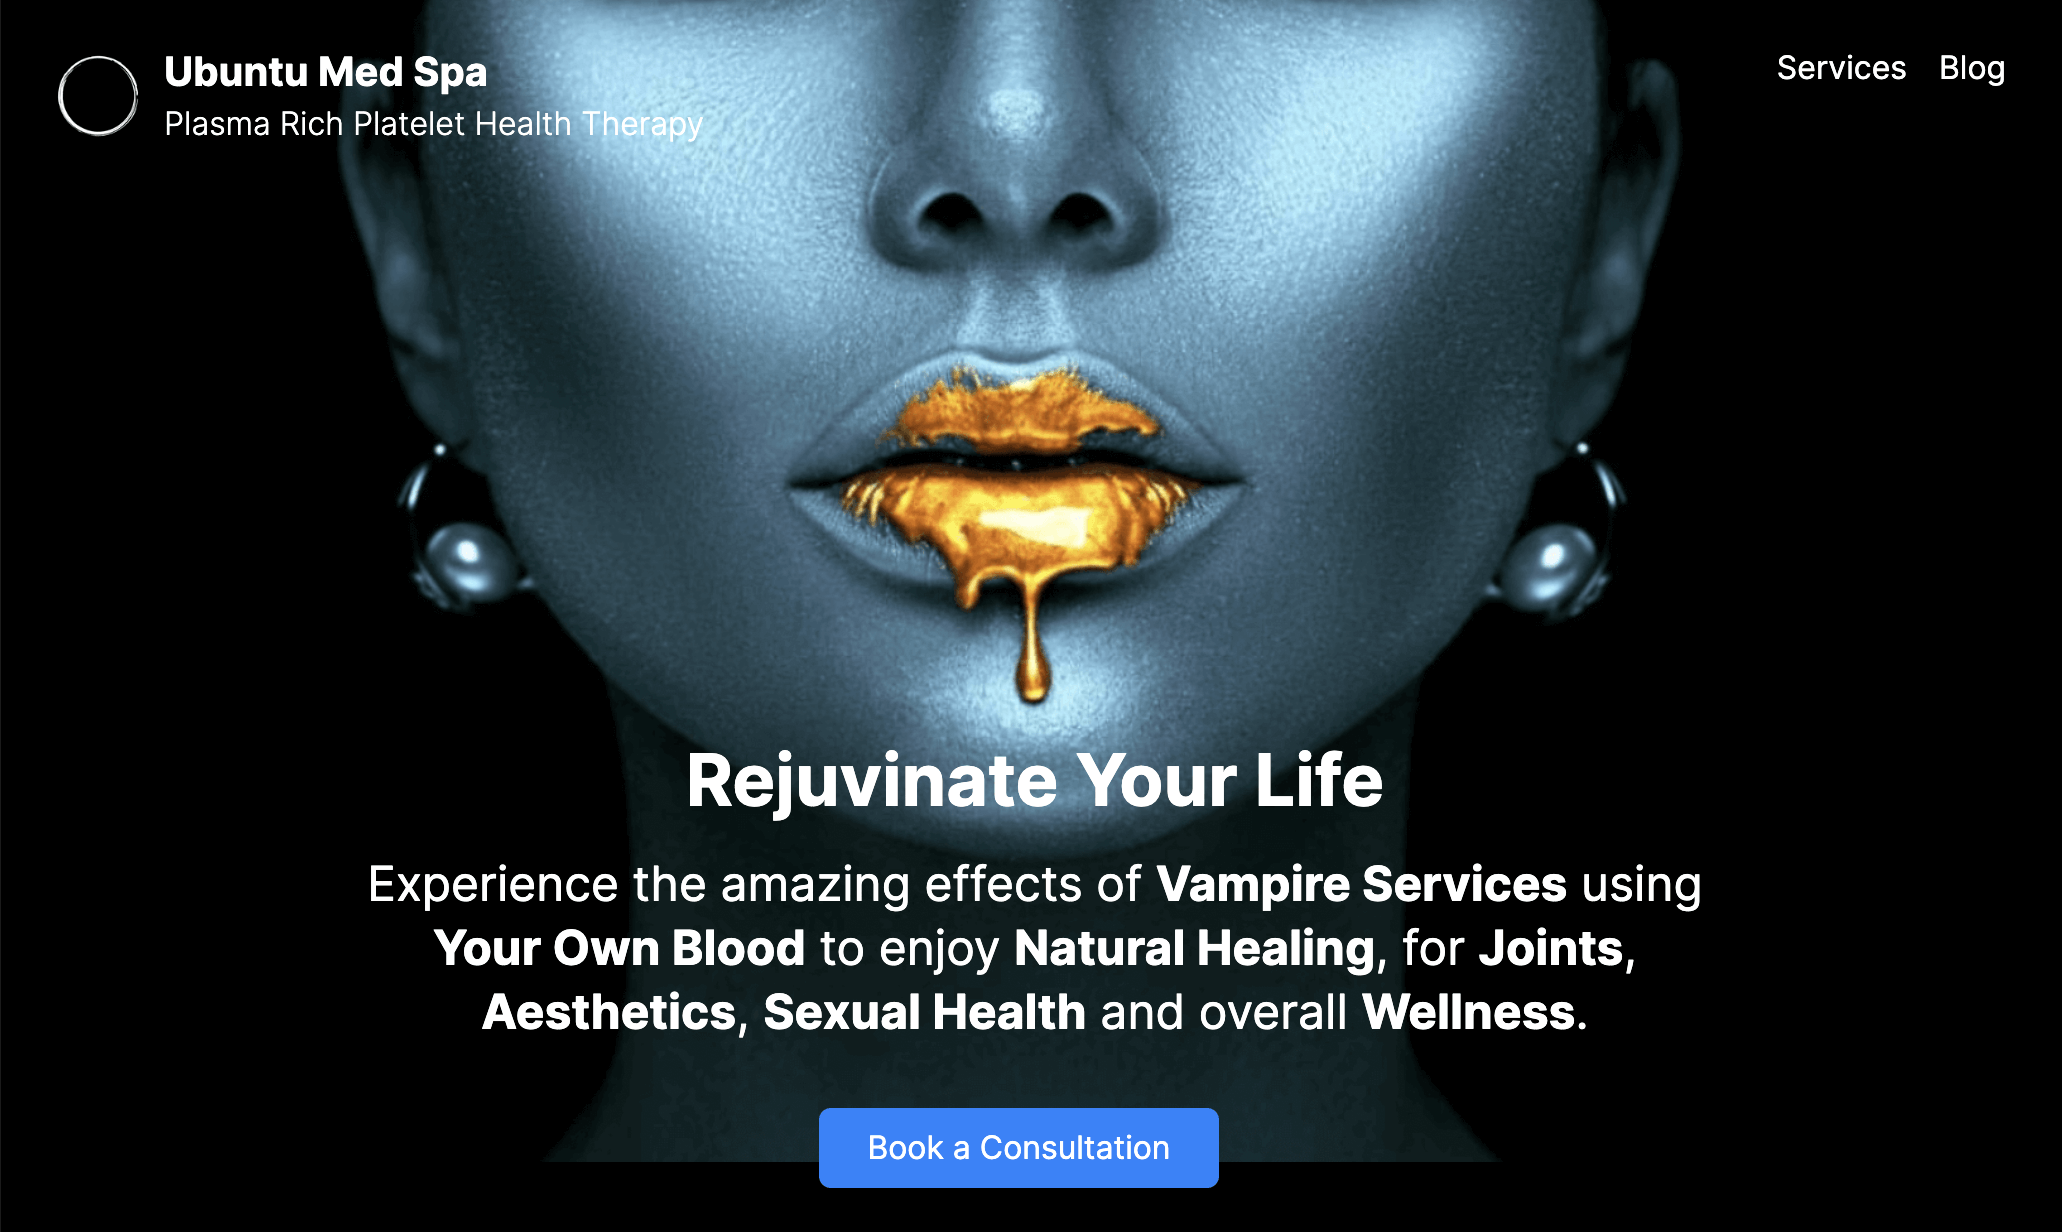 Ubuntu Med Spa
Plasma Rich Platelet Health Therapy
Services Blog
Rejuvinate Your Life
Experience the amazing effects of Vampire Services using
Your Own Blood to enjoy Natural Healing, for Joints,
Aesthetics, Sexual Health and overall Wellness.
Book a Consultation